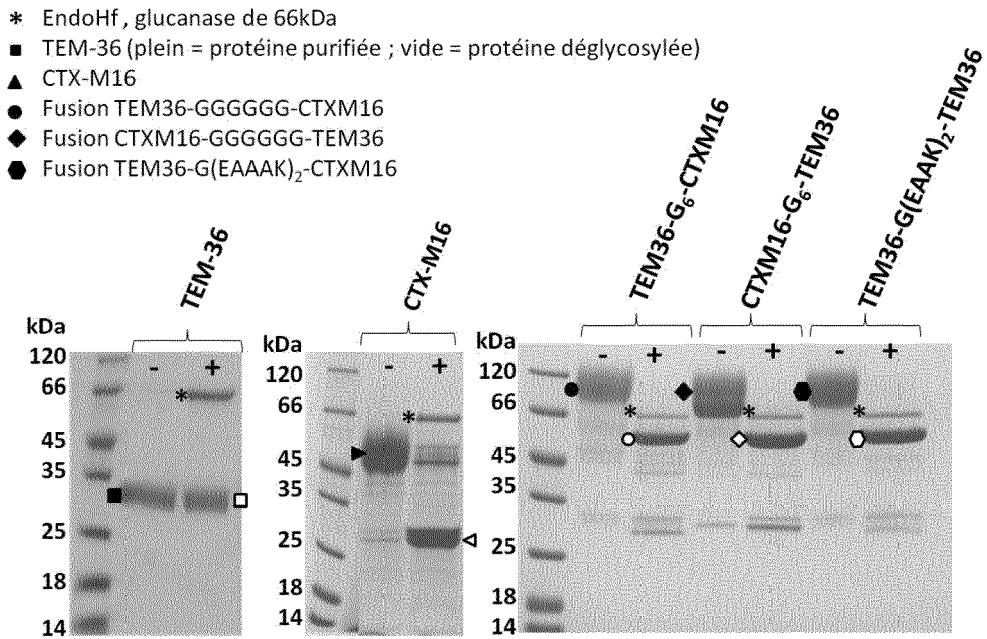 * EndoHf, glucanase de 66kDa
■ TEM-36 (plein = protéine purifiée ; vide = protéine déglycosylée)
▲ CTX-M16
● Fusion TEM36-GGGGGG-CTXM16
◆ Fusion CTXM16-GGGGGG-TEM36
⬢ Fusion TEM36-G(EAAAK)₂-CTXM16
TEM-36
kDa
- +
120
66
*
45
35
25
18
14
CTX-M16
kDa
- +
120
66
*
45
35
25
18
14
TEM36-G₆-CTXM16
CTXM16-G₆-TEM36
TEM36-G(EAAK)₂-TEM36
kDa
- + - + - +
120
66
* * *
45
35
25
18
14